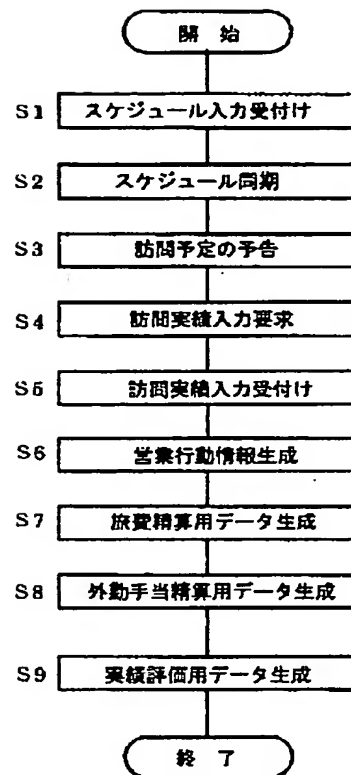 開 始
S1 スケジュール入力受付け
S2 スケジュール同期
S3 訪問予定の予告
S4 訪問実績入力要求
S5 訪問実績入力受付け
S6 営業行動情報生成
S7 旅費精算用データ生成
S8 外勤手当精算用データ生成
S9 実績評価用データ生成
終 了